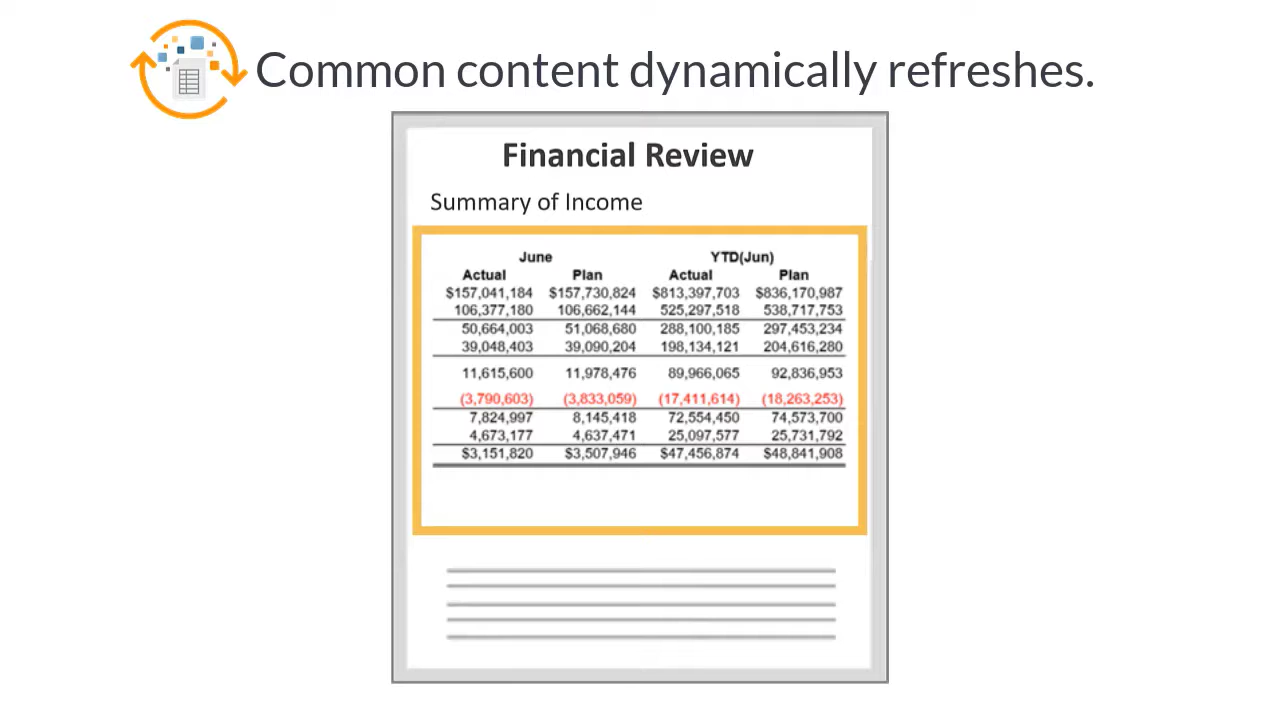 Common content dynamically refreshes.
Financial Review
Summary of Income
June YTD(Jun)
Actual Plan Actual Plan
$157,041,184 $157,730,824 $813,397,703 $836,170,987
106,377,180 106,662,144 525,297,518 538,717,753
50,664,003 51,068,680 288,100,185 297,453,234
39,048,403 39,090,204 198,134,121 204,616,280
11,615,600 11,978,476 89,966,065 92,836,953
(3,790,603) (3,833,059) (17,411,614) (18,263,253)
7,824,997 8,145,418 72,554,450 74,573,700
4,673,177 4,637,471 25,097,577 25,731,792
$3,151,820 $3,507,946 $47,456,874 $48,841,908